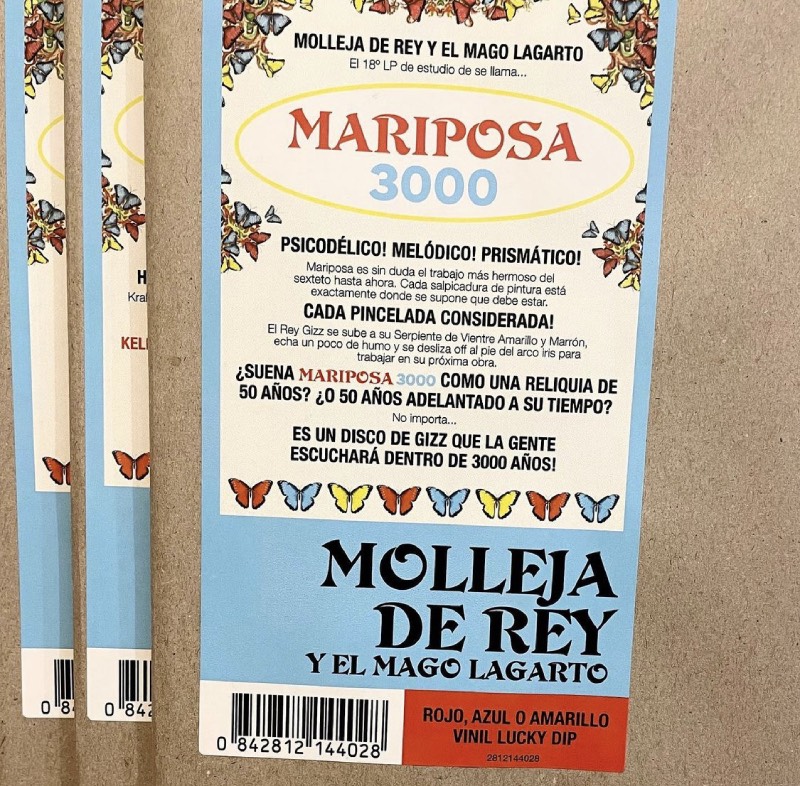 MOLLEJA DE REY Y EL MAGO LAGARTO
El 18º LP de estudio de se llama...
MARIPOSA
3000
PSICODÉLICO! MELÓDICO! PRISMÁTICO!
Mariposa es sin duda el trabajo más hermoso del
sexteto hasta ahora. Cada salpicadura de pintura está
exactamente donde se supone que debe estar.
CADA PINCELADA CONSIDERADA!
El Rey Gizz se sube a su Serpiente de Vientre Amarillo y Marrón,
echa un poco de humo y se desliza off al pie del arco iris para
trabajar en su próxima obra.
¿SUENA MARIPOSA 3000 COMO UNA RELIQUIA DE
50 AÑOS? ¿O 50 AÑOS ADELANTADO A SU TIEMPO?
No importa...
ES UN DISCO DE GIZZ QUE LA GENTE
ESCUCHARÁ DENTRO DE 3000 AÑOS!
MOLLEJA
DE REY
Y EL MAGO LAGARTO
0 842812 144028
ROJO, AZUL O AMARILLO
VINIL LUCKY DIP
2812144028
H
Kral
KEL
0 842
0 8